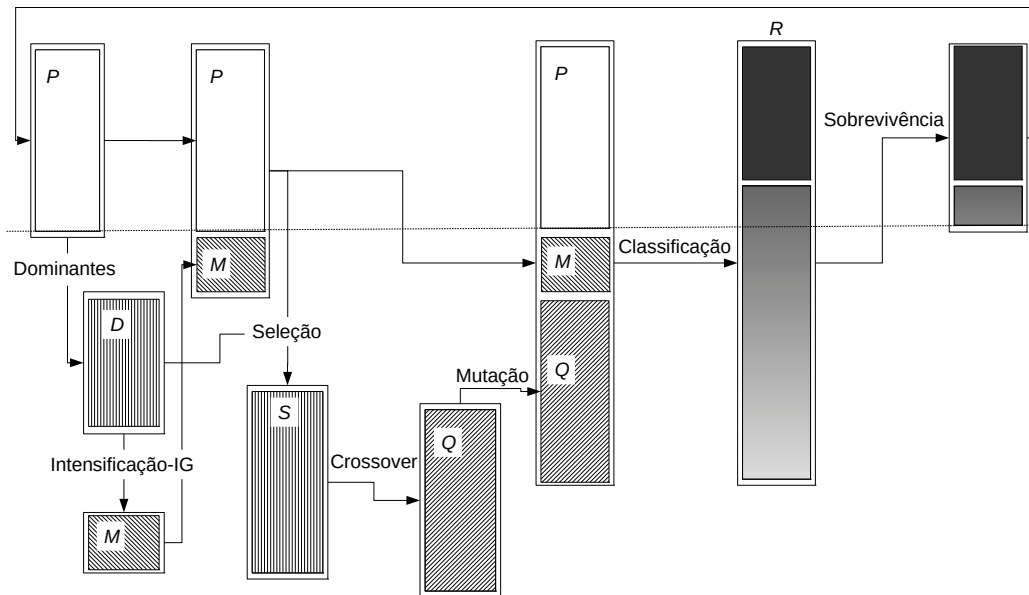 R
P
P
P
Sobrevivência
M
M
Classificação
Dominantes
D
Seleção
Q
Mutação
S
Q
Intensificação-IG
Crossover
M